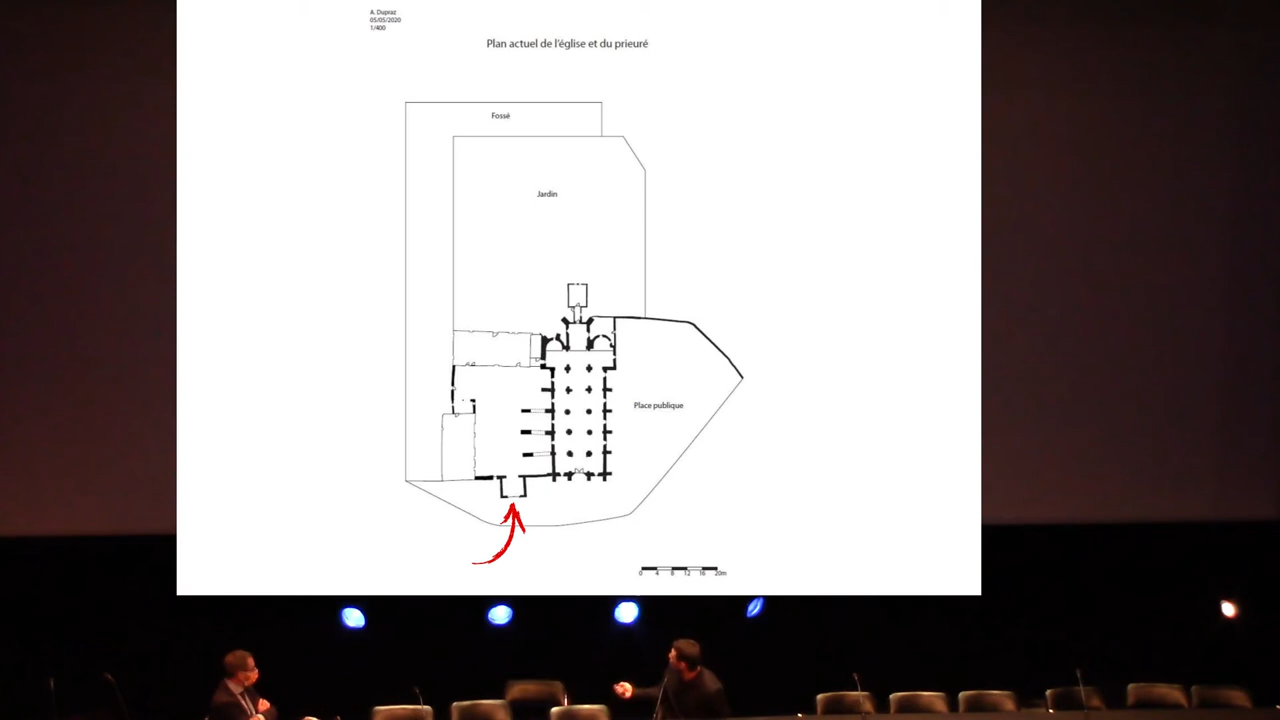 A. Dupraz
05/05/2020
1/400
Plan actuel de l'église et du prieuré
Fossé
Jardin
Place publique
0 4 8 12 16 20m